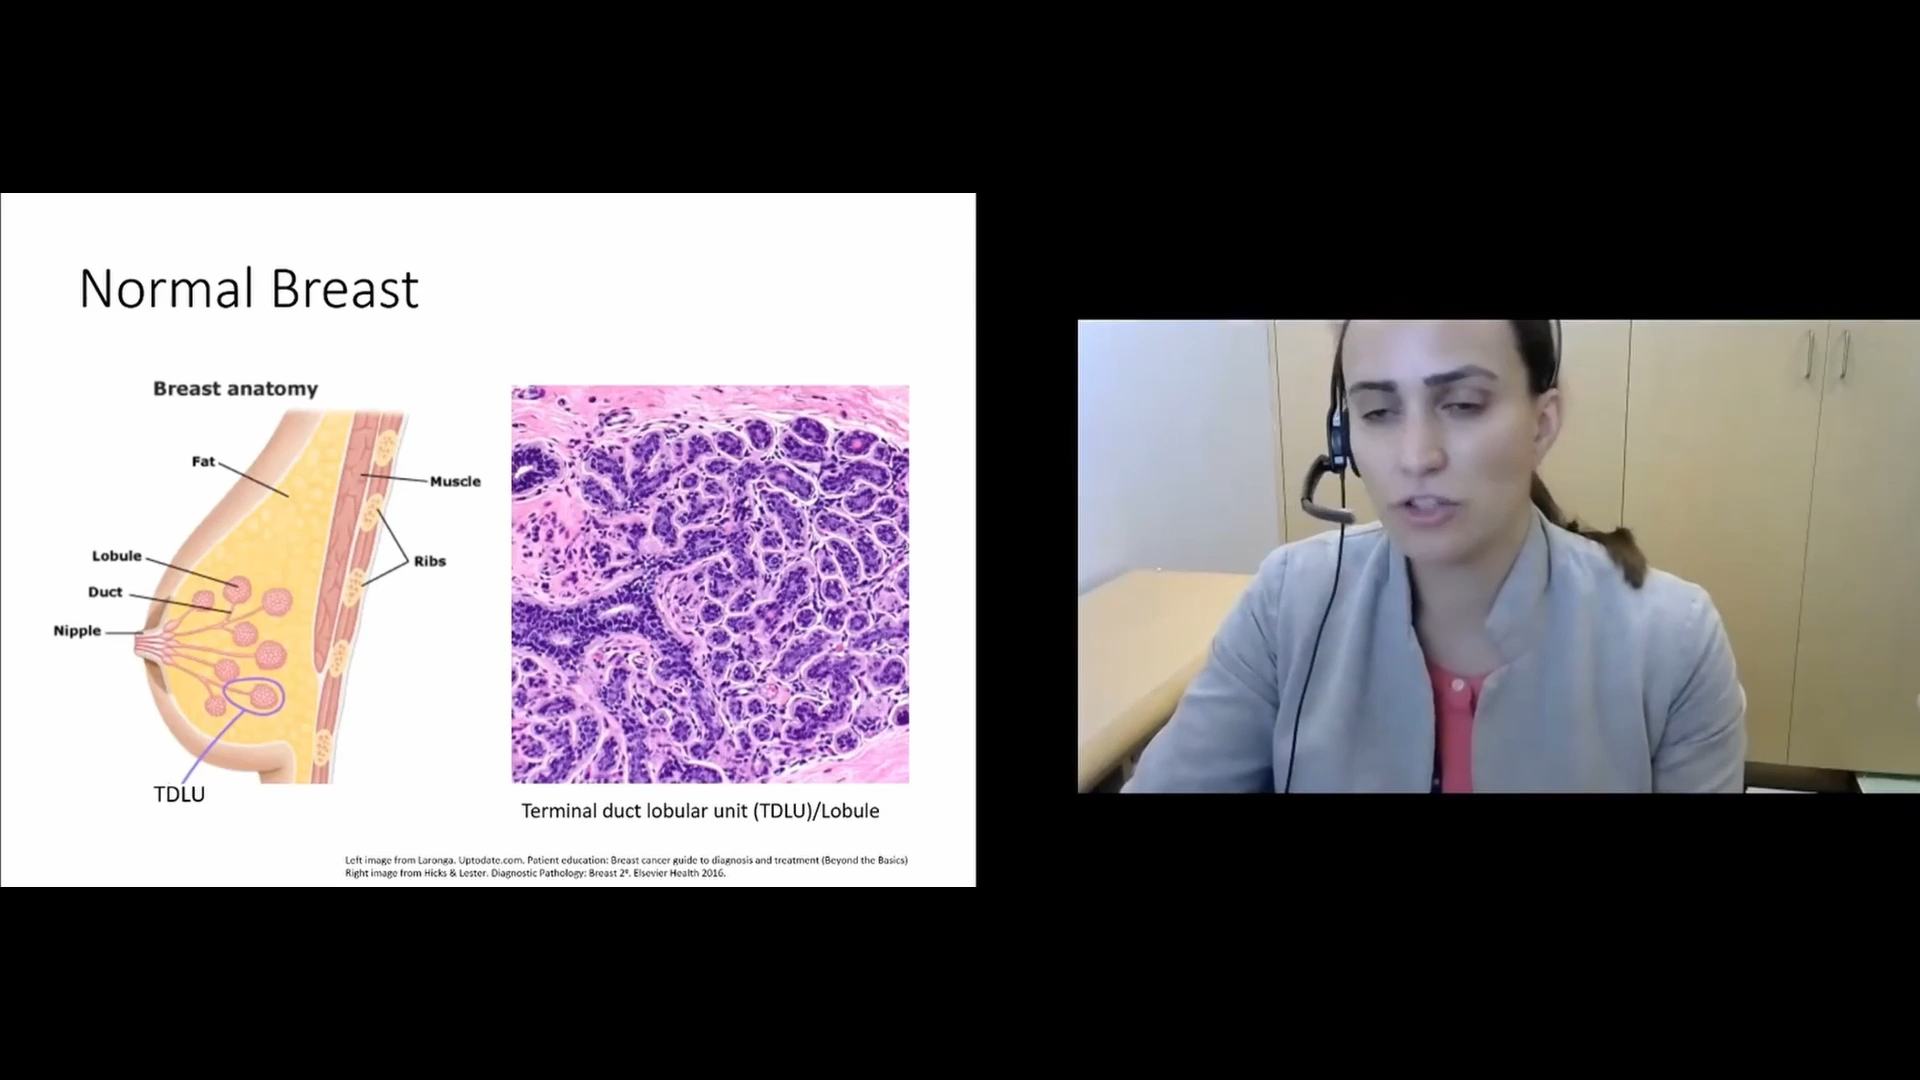 Normal Breast
Breast anatomy
Fat
Muscle
Lobule
Ribs
Duct
Nipple
TDLU
Terminal duct lobular unit (TDLU)/Lobule
Left image from Laronga. Uptodate.com. Patient education: Breast cancer guide to diagnosis and treatment (Beyond the Basics)
Right image from Hicks & Lester. Diagnostic Pathology: Breast 2ᵉ. Elsevier Health 2016.